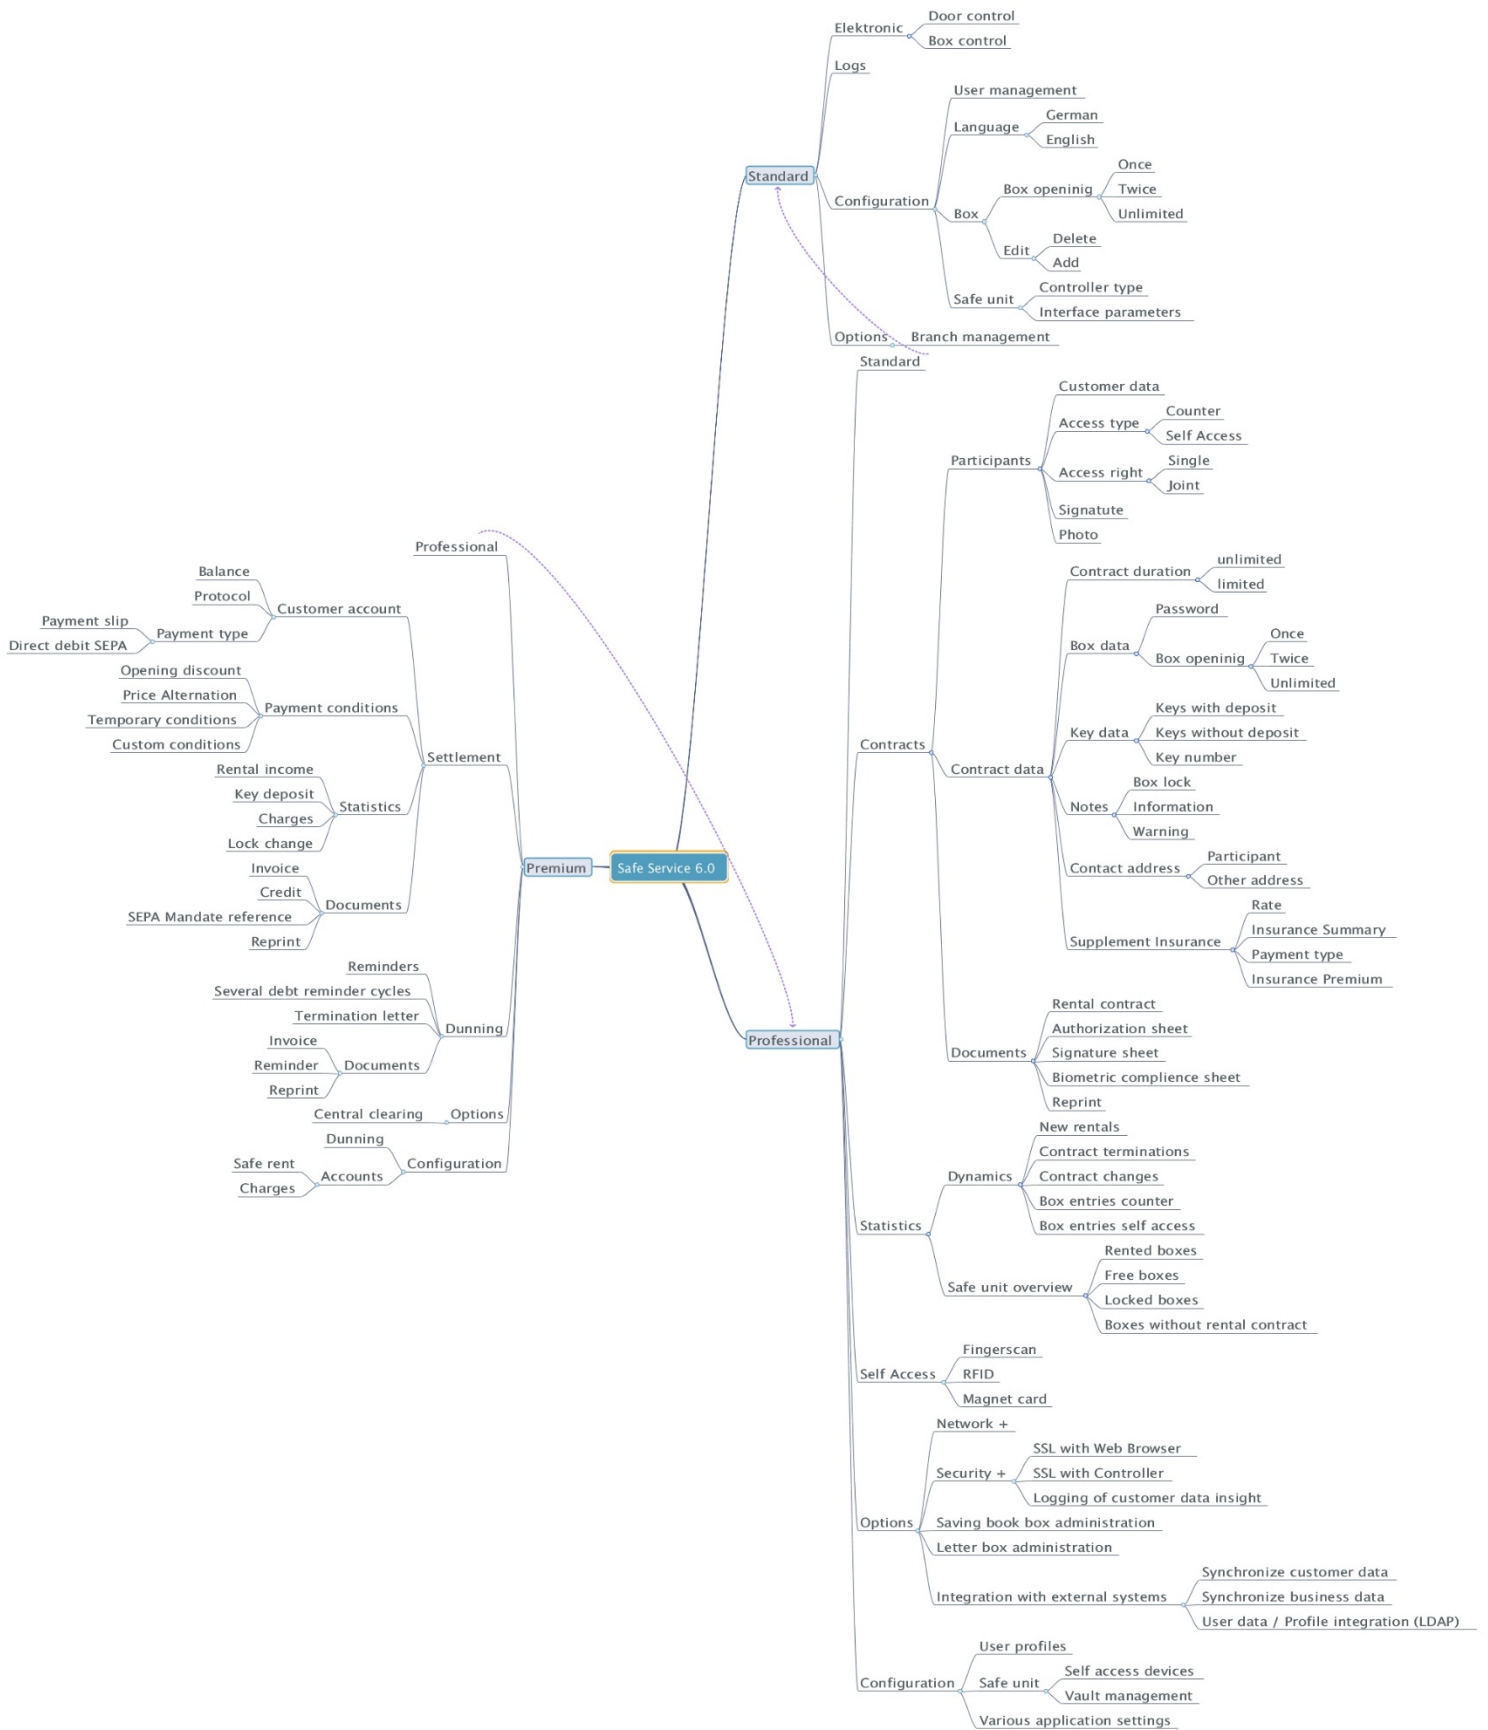 Safe Service 6.0
Standard
Elektronic
Door control
Box control
Logs
Configuration
User management
Language
German
English
Box
Box openinig
Once
Twice
Unlimited
Edit
Delete
Add
Safe unit
Controller type
Interface parameters
Options
Branch management
Professional
Standard
Contracts
Participants
Customer data
Access type
Counter
Self Access
Access right
Single
Joint
Signatute
Photo
Contract data
Contract duration
unlimited
limited
Box data
Password
Box openinig
Once
Twice
Unlimited
Key data
Keys with deposit
Keys without deposit
Key number
Notes
Box lock
Information
Warning
Contact address
Participant
Other address
Supplement Insurance
Rate
Insurance Summary
Payment type
Insurance Premium
Documents
Rental contract
Authorization sheet
Signature sheet
Biometric complience sheet
Reprint
Statistics
Dynamics
New rentals
Contract terminations
Contract changes
Box entries counter
Box entries self access
Safe unit overview
Rented boxes
Free boxes
Locked boxes
Boxes without rental contract
Self Access
Fingerscan
RFID
Magnet card
Options
Network +
Security +
SSL with Web Browser
SSL with Controller
Logging of customer data insight
Saving book box administration
Letter box administration
Integration with external systems
Synchronize customer data
Synchronize business data
User data / Profile integration (LDAP)
Configuration
User profiles
Safe unit
Self access devices
Vault management
Various application settings
Premium
Professional
Settlement
Customer account
Balance
Protocol
Payment type
Payment slip
Direct debit SEPA
Payment conditions
Opening discount
Price Alternation
Temporary conditions
Custom conditions
Statistics
Rental income
Key deposit
Charges
Lock change
Documents
Invoice
Credit
SEPA Mandate reference
Reprint
Dunning
Reminders
Several debt reminder cycles
Termination letter
Documents
Invoice
Reminder
Reprint
Options
Central clearing
Configuration
Dunning
Accounts
Safe rent
Charges